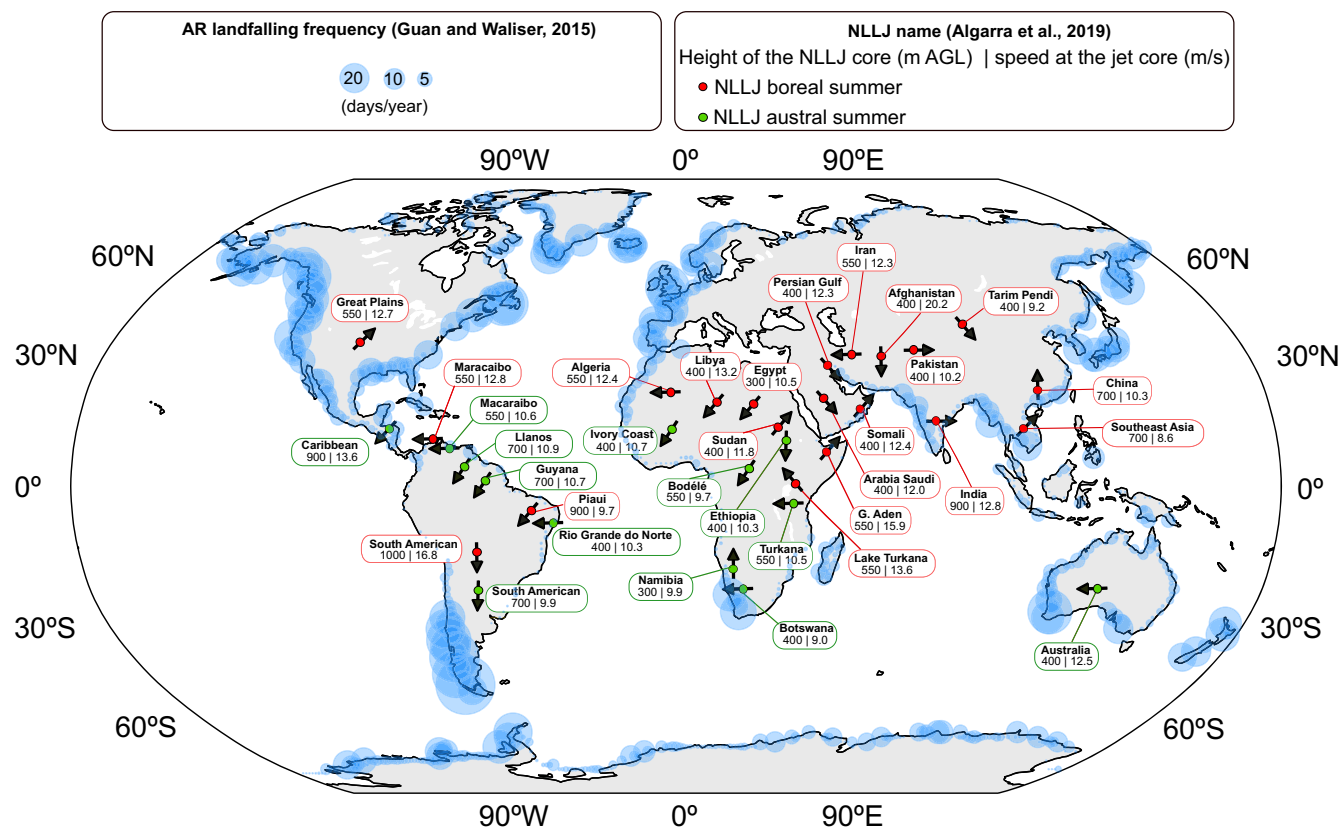 AR landfalling frequency (Guan and Waliser, 2015)
20 10 5
(days/year)
NLLJ name (Algarra et al., 2019)
Height of the NLLJ core (m AGL) | speed at the jet core (m/s)
NLLJ boreal summer
NLLJ austral summer
90ºW 0º 90ºE
60ºN 60ºN
30ºN 30ºN
0º 0º
30ºS 30ºS
60ºS 60ºS
90ºW 0º 90ºE
Great Plains
550 | 12.7
Maracaibo
550 | 12.8
Macaraibo
550 | 10.6
Caribbean
900 | 13.6
Llanos
700 | 10.9
Guyana
700 | 10.7
Piaui
900 | 9.7
Rio Grande do Norte
400 | 10.3
South American
1000 | 16.8
South American
700 | 9.9
Algeria
550 | 12.4
Libya
400 | 13.2
Egypt
300 | 10.5
Ivory Coast
400 | 10.7
Sudan
400 | 11.8
Bodélé
550 | 9.7
Ethiopia
400 | 10.3
Turkana
550 | 10.5
Namibia
300 | 9.9
Botswana
400 | 9.0
Lake Turkana
550 | 13.6
G. Aden
550 | 15.9
Arabia Saudi
400 | 12.0
Somali
400 | 12.4
Persian Gulf
400 | 12.3
Iran
550 | 12.3
Afghanistan
400 | 20.2
Tarim Pendi
400 | 9.2
Pakistan
400 | 10.2
China
700 | 10.3
Southeast Asia
700 | 8.6
India
900 | 12.8
Australia
400 | 12.5